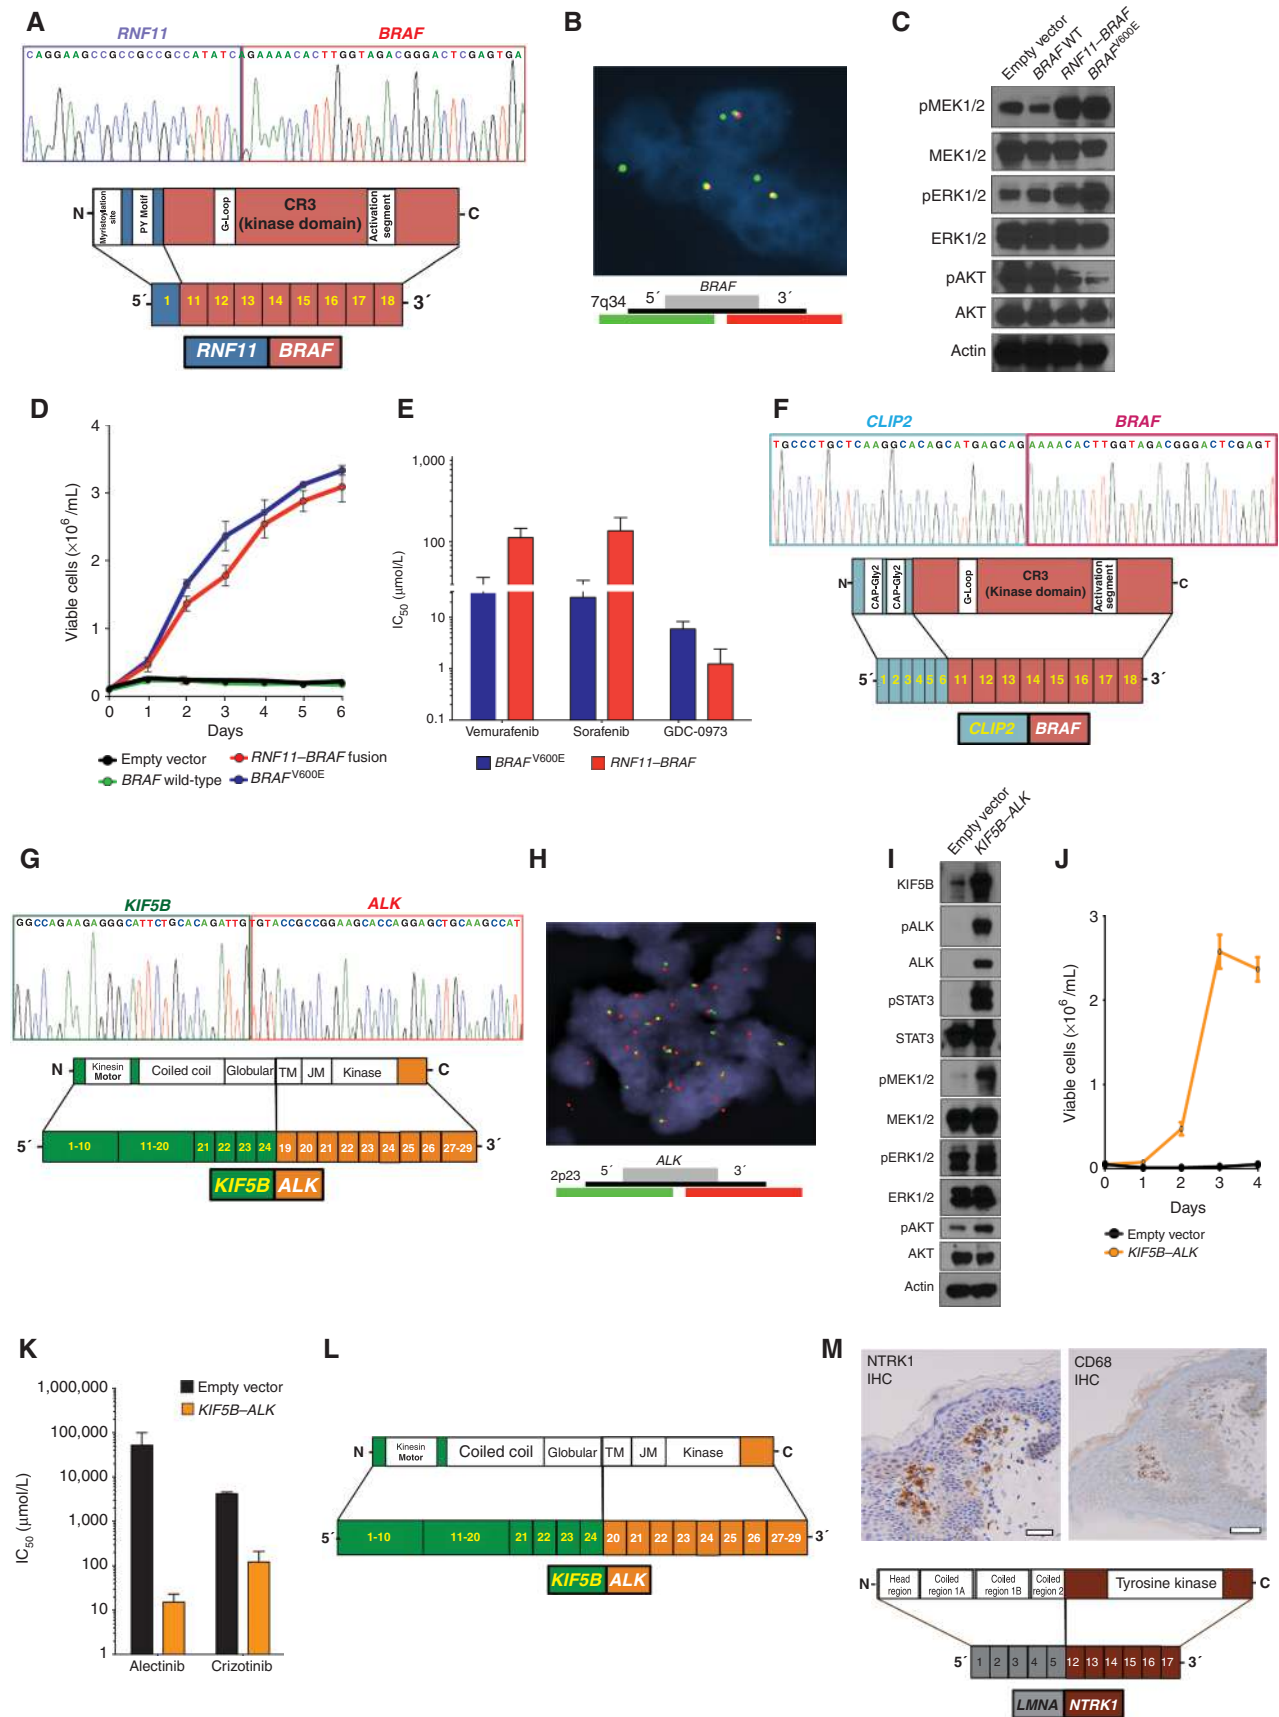 A
RNF11
BRAF
CAGGAAGCCGCCGCCGCCATATCAGAAAACACTTGGTAGACGGGACTCGAGTGA
N
Myristoylation site
PY Motif
G-Loop
CR3
(kinase domain)
Activation segment
C
5´
1
11
12
13
14
15
16
17
18
3´
RNF11
BRAF
B
BRAF
7q34
5´
3´
C
Empty vector
BRAF WT
RNF11–BRAF
BRAF^V600E
pMEK1/2
MEK1/2
pERK1/2
ERK1/2
pAKT
AKT
Actin
D
Viable cells (×10^6 /mL)
4
3
2
1
0
0 1 2 3 4 5 6
Days
Empty vector
RNF11–BRAF fusion
BRAF wild-type
BRAF^V600E
E
IC50 (μmol/L)
1,000
100
10
1
0.1
Vemurafenib
Sorafenib
GDC-0973
BRAF^V600E
RNF11–BRAF
F
CLIP2
BRAF
TGCCCTGCTCAAGGCACAGCATGAGCAGAAAACACTTGGTAGACGGGACTCGAGT
N
CAP-Gly2
CAP-Gly2
G-Loop
CR3
(Kinase domain)
Activation segment
C
5´
1 2 3 4 5 6 11 12 13 14 15 16 17 18
3´
CLIP2
BRAF
G
KIF5B
ALK
GGCCAGAAGAGGGCATTCTGCACAGATTGTGTACCGCCGGAAGCACCAGGAGCTGCAAGCCAT
N
Kinesin
Motor
Coiled coil
Globular
TM
JM
Kinase
C
5´
1-10
11-20
21 22 23 24 19 20 21 22 23 24 25 26 27-29
3´
KIF5B
ALK
H
ALK
2p23
5´
3´
I
Empty vector
KIF5B–ALK
KIF5B
pALK
ALK
pSTAT3
STAT3
pMEK1/2
MEK1/2
pERK1/2
ERK1/2
pAKT
AKT
Actin
J
Viable cells (×10^6 /mL)
3
2
1
0
0 1 2 3 4
Days
Empty vector
KIF5B–ALK
K
IC50 (μmol/L)
1,000,000
100,000
10,000
1,000
100
10
1
Empty vector
KIF5B–ALK
Alectinib
Crizotinib
L
N
Kinesin
Motor
Coiled coil
Globular
TM
JM
Kinase
C
5´
1-10
11-20
21 22 23 24 20 21 22 23 24 25 26 27-29
3´
KIF5B
ALK
M
NTRK1
IHC
CD68
IHC
N
Head region
Coiled region 1A
Coiled region 1B
Coiled region 2
Tyrosine kinase
C
5´
1 2 3 4 5 12 13 14 15 16 17
3´
LMNA
NTRK1